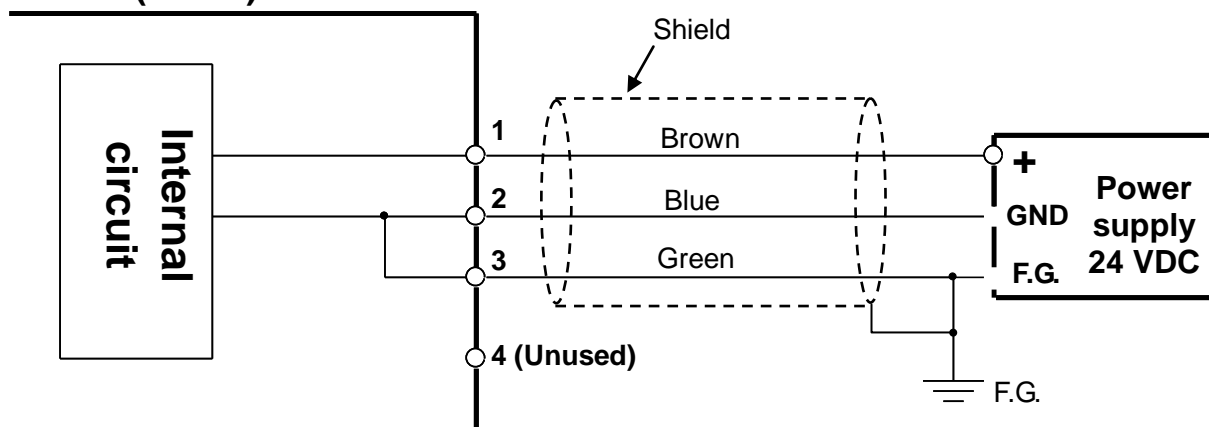 Shield
Internal
circuit
1
Brown
+
2
Blue
GND
Power
supply
24 VDC
3
Green
F.G.
4 (Unused)
F.G.